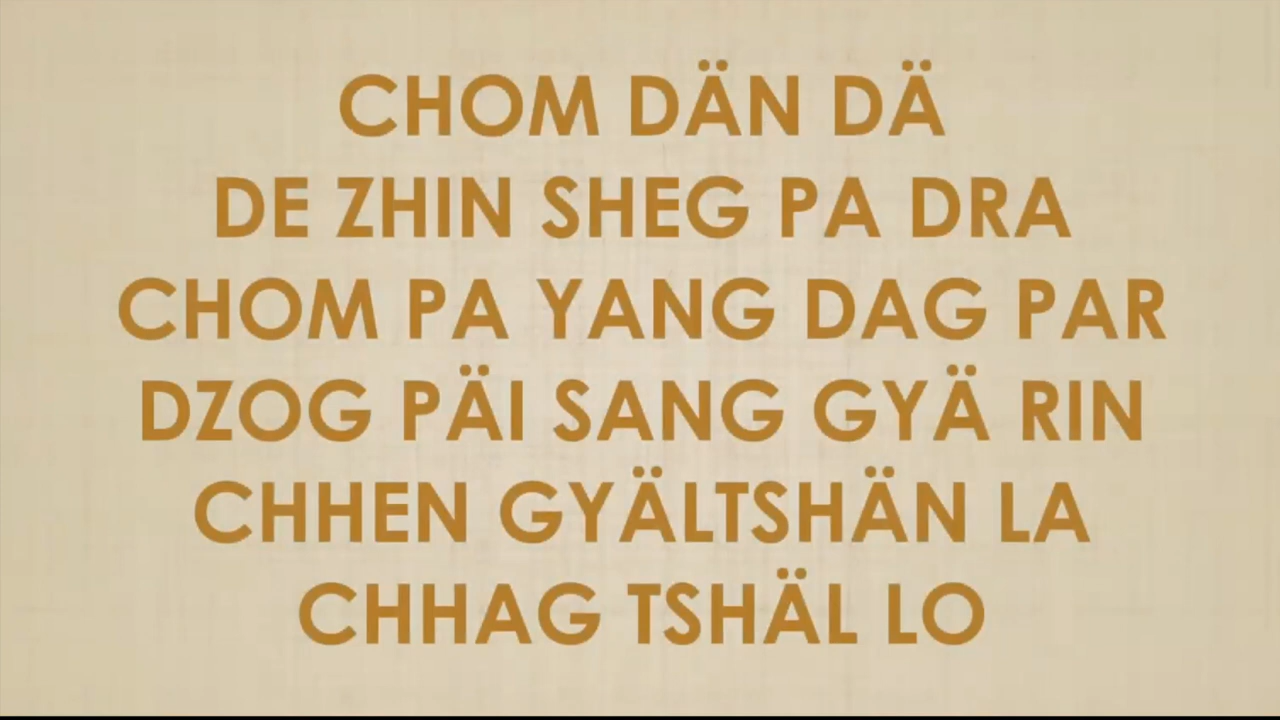 CHOM DÄN DÄ
DE ZHIN SHEG PA DRA
CHOM PA YANG DAG PAR
DZOG PÄI SANG GYÄ RIN
CHHEN GYÄLTSHÄN LA
CHHAG TSHÄL LO